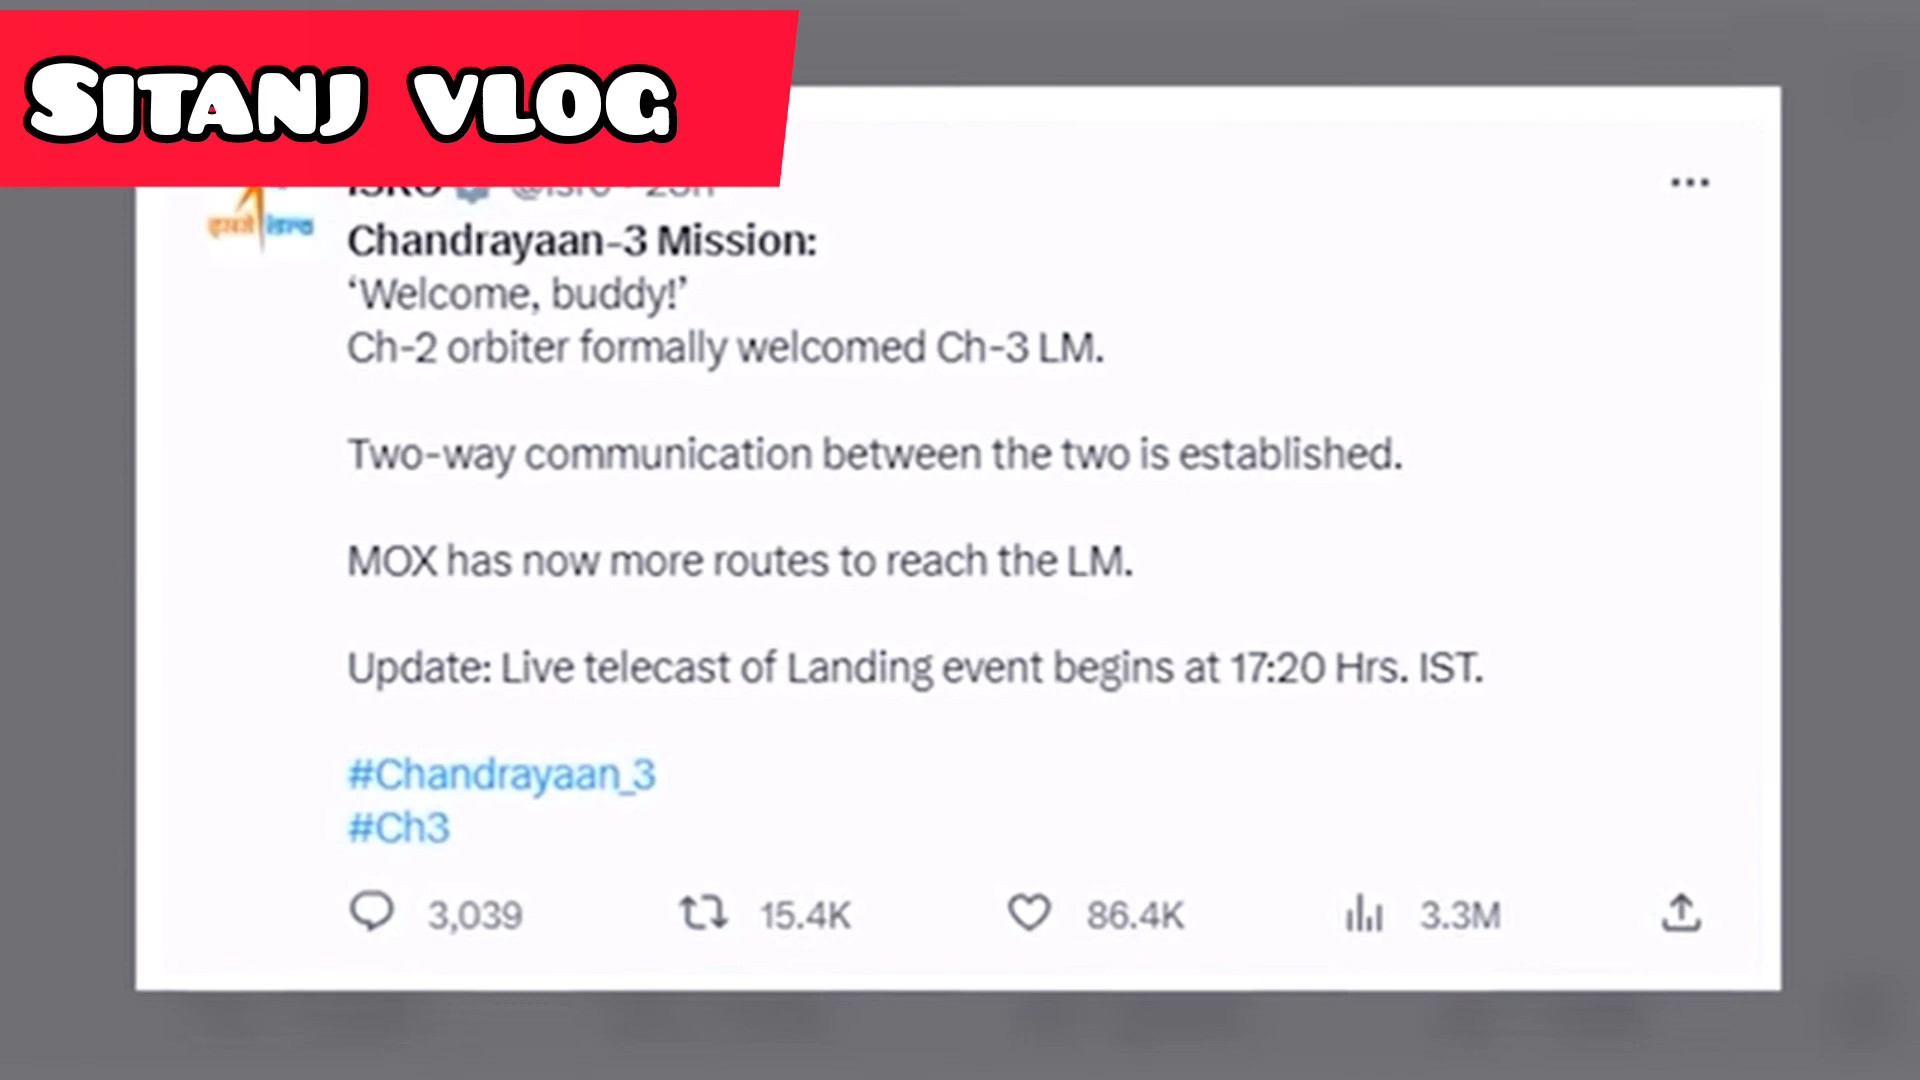 Sitanj vlog
इसरो isro
Chandrayaan-3 Mission:
‘Welcome, buddy!’
Ch-2 orbiter formally welcomed Ch-3 LM.
Two-way communication between the two is established.
MOX has now more routes to reach the LM.
Update: Live telecast of Landing event begins at 17:20 Hrs. IST.
#Chandrayaan_3
#Ch3
3,039 15.4K 86.4K 3.3M